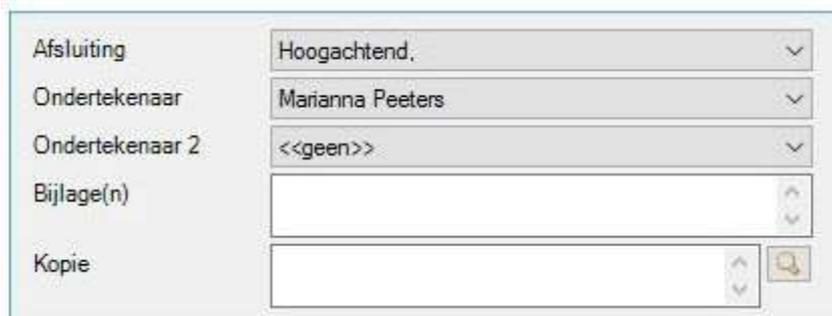 Afsluiting Hoogachtend,
Ondertekenaar Marianna Peeters
Ondertekenaar 2 <<geen>>
Bijlage(n)
Kopie